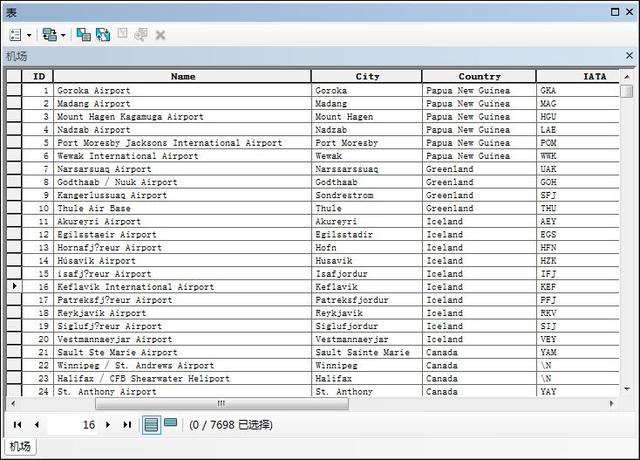 表
机场
ID Name City Country IATA
1 Goroka Airport Goroka Papua New Guinea GKA
2 Madang Airport Madang Papua New Guinea MAG
3 Mount Hagen Kagamuga Airport Mount Hagen Papua New Guinea HGU
4 Nadzab Airport Nadzab Papua New Guinea LAE
5 Port Moresby Jacksons International Airport Port Moresby Papua New Guinea POM
6 Wewak International Airport Wewak Papua New Guinea WWK
7 Narsarsuaq Airport Narssarssuaq Greenland UAK
8 Godthaab / Nuuk Airport Godthaab Greenland GOH
9 Kangerlussuaq Airport Sondrestrom Greenland SFJ
10 Thule Air Base Thule Greenland THU
11 Akureyri Airport Akureyri Iceland AEY
12 Egilsstaeir Airport Egilsstadir Iceland EGS
13 Hornafj?reur Airport Hofn Iceland HFN
14 Húsavík Airport Husavik Iceland HZK
15 ísafj?reur Airport Isafjordur Iceland IFJ
16 Keflavik International Airport Keflavik Iceland KEF
17 Patreksfj?reur Airport Patreksfjordur Iceland PFJ
18 Reykjavik Airport Reykjavik Iceland RKV
19 Siglufj?reur Airport Siglufjordur Iceland SIJ
20 Vestmannaeyjar Airport Vestmannaeyjar Iceland VEY
21 Sault Ste Marie Airport Sault Sainte Marie Canada YAM
22 Winnipeg / St. Andrews Airport Winnipeg Canada \N
23 Halifax / CFB Shearwater Heliport Halifax Canada \N
24 St. Anthony Airport St. Anthony Canada YAY
16 (0 / 7698 已选择)
机场